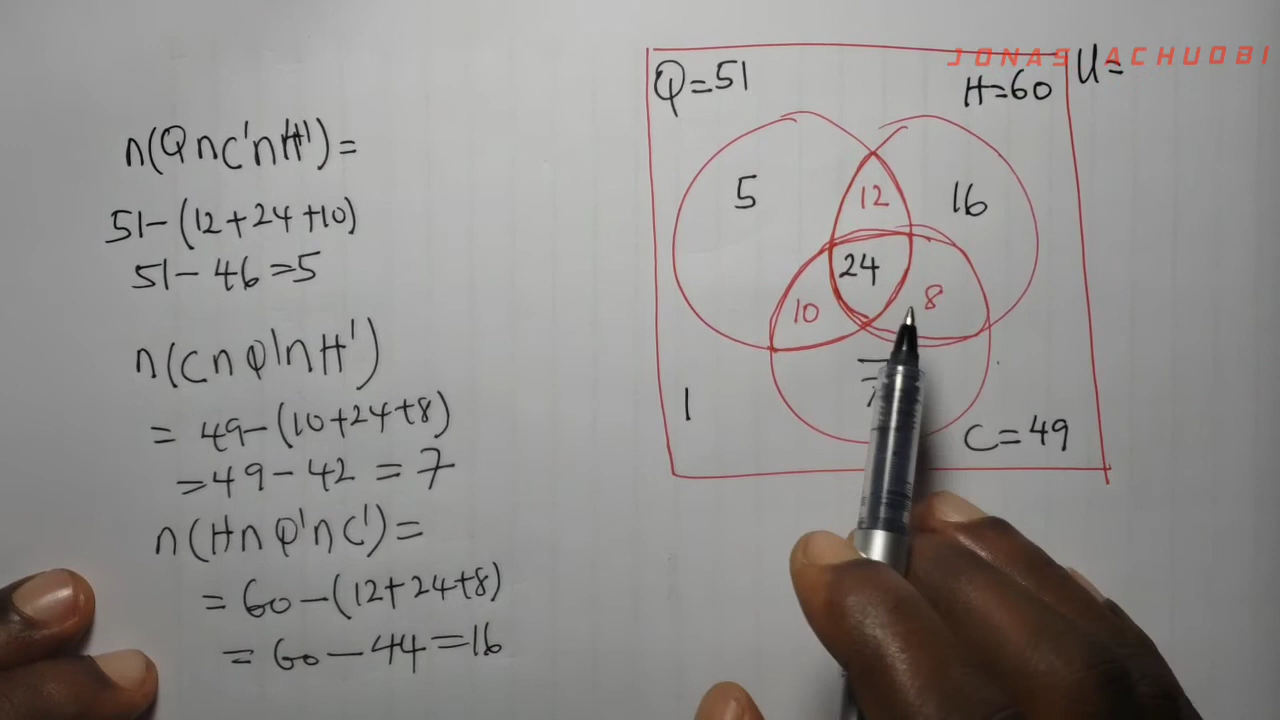 JONAS ACHUOBI
Q=51
H=60
U=
n(Q n C' n H') =
51-(12+24+10)
51-46=5
n(C n Q' n H')
= 49-(10+24+8)
=49-42 = 7
n(H n Q' n C') =
= 60-(12+24+8)
= 60-44=16
5
12
16
24
10
8
1
C=49